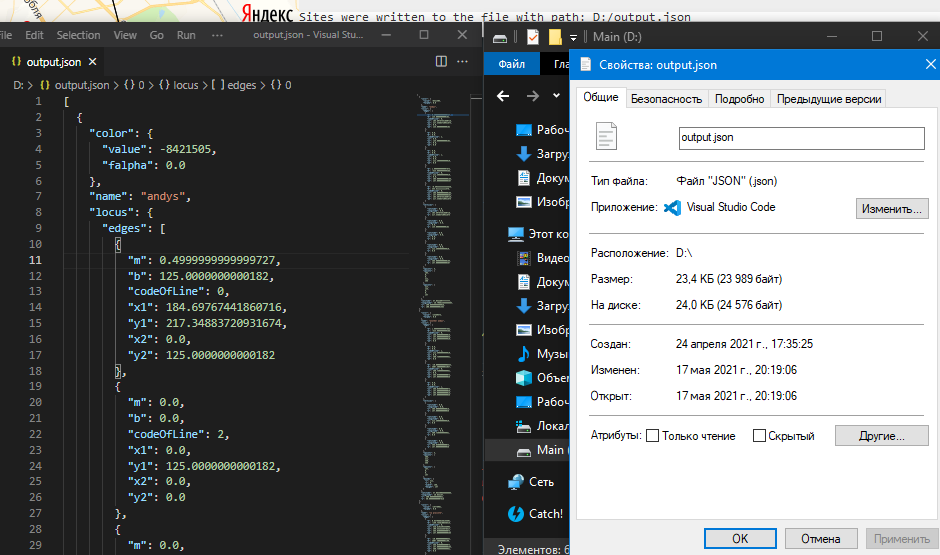 Яндекс
Sites were written to the file with path: D:/output.json
File Edit Selection View Go Run ··· output.json - Visual Stu...
{} output.json
D: > {} output.json > {} 0 > {} locus > [ ] edges > {} 0
1 [
2 {
3 "color": {
4 "value": -8421505,
5 "falpha": 0.0
6 },
7 "name": "andys",
8 "locus": {
9 "edges": [
10 {
11 "m": 0.4999999999999727,
12 "b": 125.0000000000182,
13 "codeOfLine": 0,
14 "x1": 184.69767441860716,
15 "y1": 217.34883720931674,
16 "x2": 0.0,
17 "y2": 125.0000000000182
18 },
19 {
20 "m": 0.0,
21 "b": 0.0,
22 "codeOfLine": 2,
23 "x1": 0.0,
24 "y1": 125.0000000000182,
25 "x2": 0.0,
26 "y2": 0.0
27 },
28 {
29 "m": 0.0,
Main (D:)
Файл
Гла
Рабоч
Загру
Докум
Изобр
Этот ко
Видео
Докум
Загру
Изобр
Музы
Объем
Рабоч
Локал
Main (
Сеть
Catch!
Элементов: 6
Свойства: output.json
Общие Безопасность Подробно Предыдущие версии
output.json
Тип файла: Файл "JSON" (.json)
Приложение: Visual Studio Code Изменить...
Расположение: D:\
Размер: 23,4 КБ (23 989 байт)
На диске: 24,0 КБ (24 576 байт)
Создан: 24 апреля 2021 г., 17:35:25
Изменен: 17 мая 2021 г., 20:19:06
Открыт: 17 мая 2021 г., 20:19:06
Атрибуты: Только чтение Скрытый Другие...
OK Отмена Применить